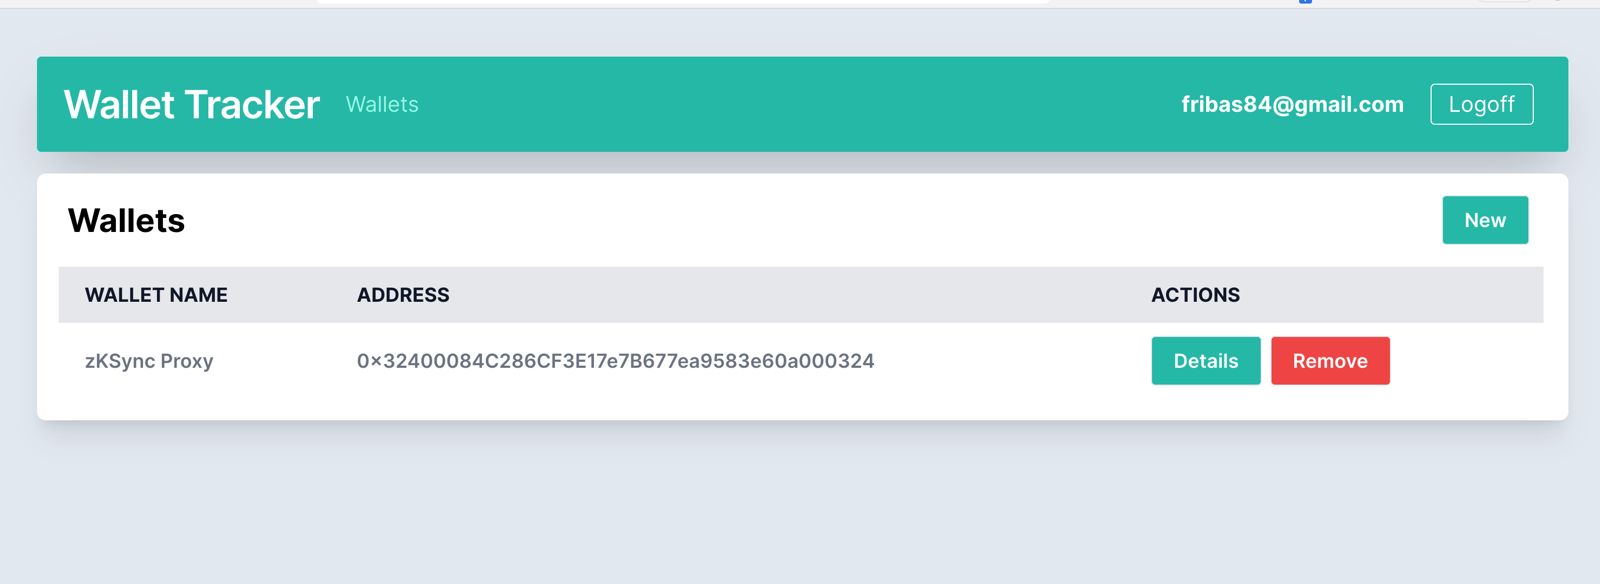 Wallet Tracker Wallets fribas84@gmail.com Logoff
Wallets New
WALLET NAME ADDRESS ACTIONS
zKSync Proxy 0x32400084C286CF3E17e7B677ea9583e60a000324 Details Remove